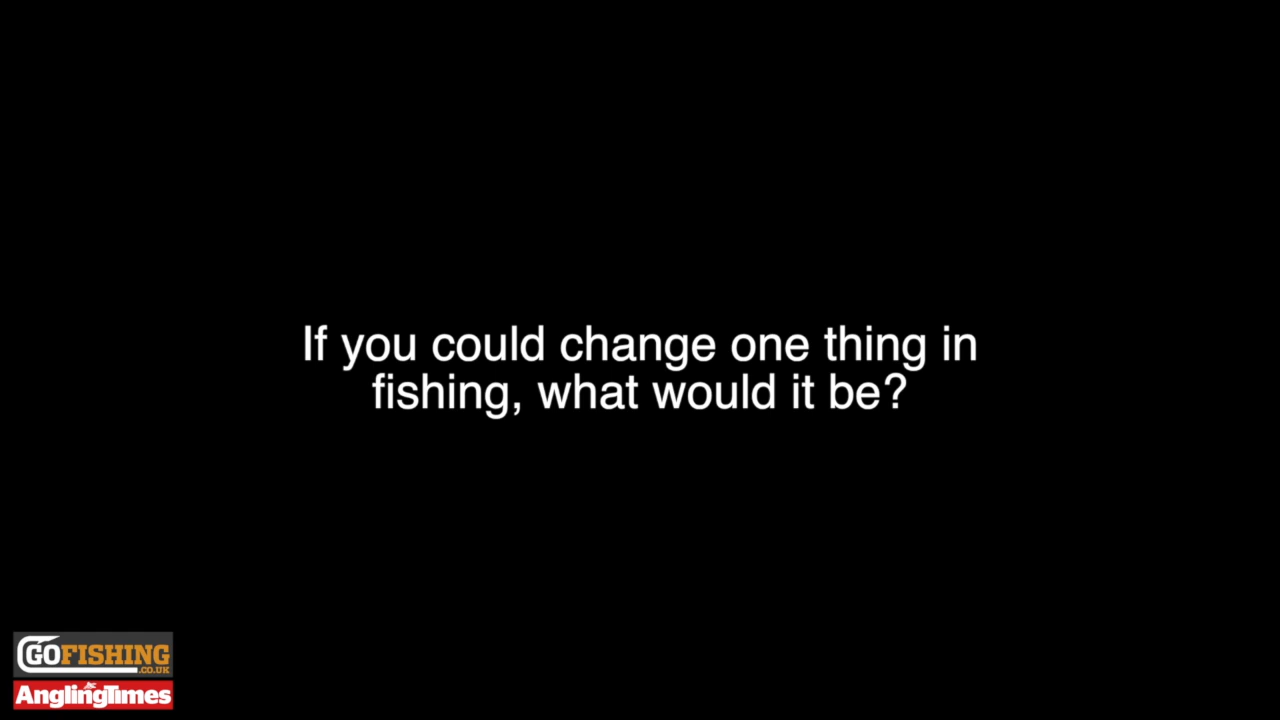 If you could change one thing in
fishing, what would it be?
GOFISHING
.CO.UK
AnglingTimes